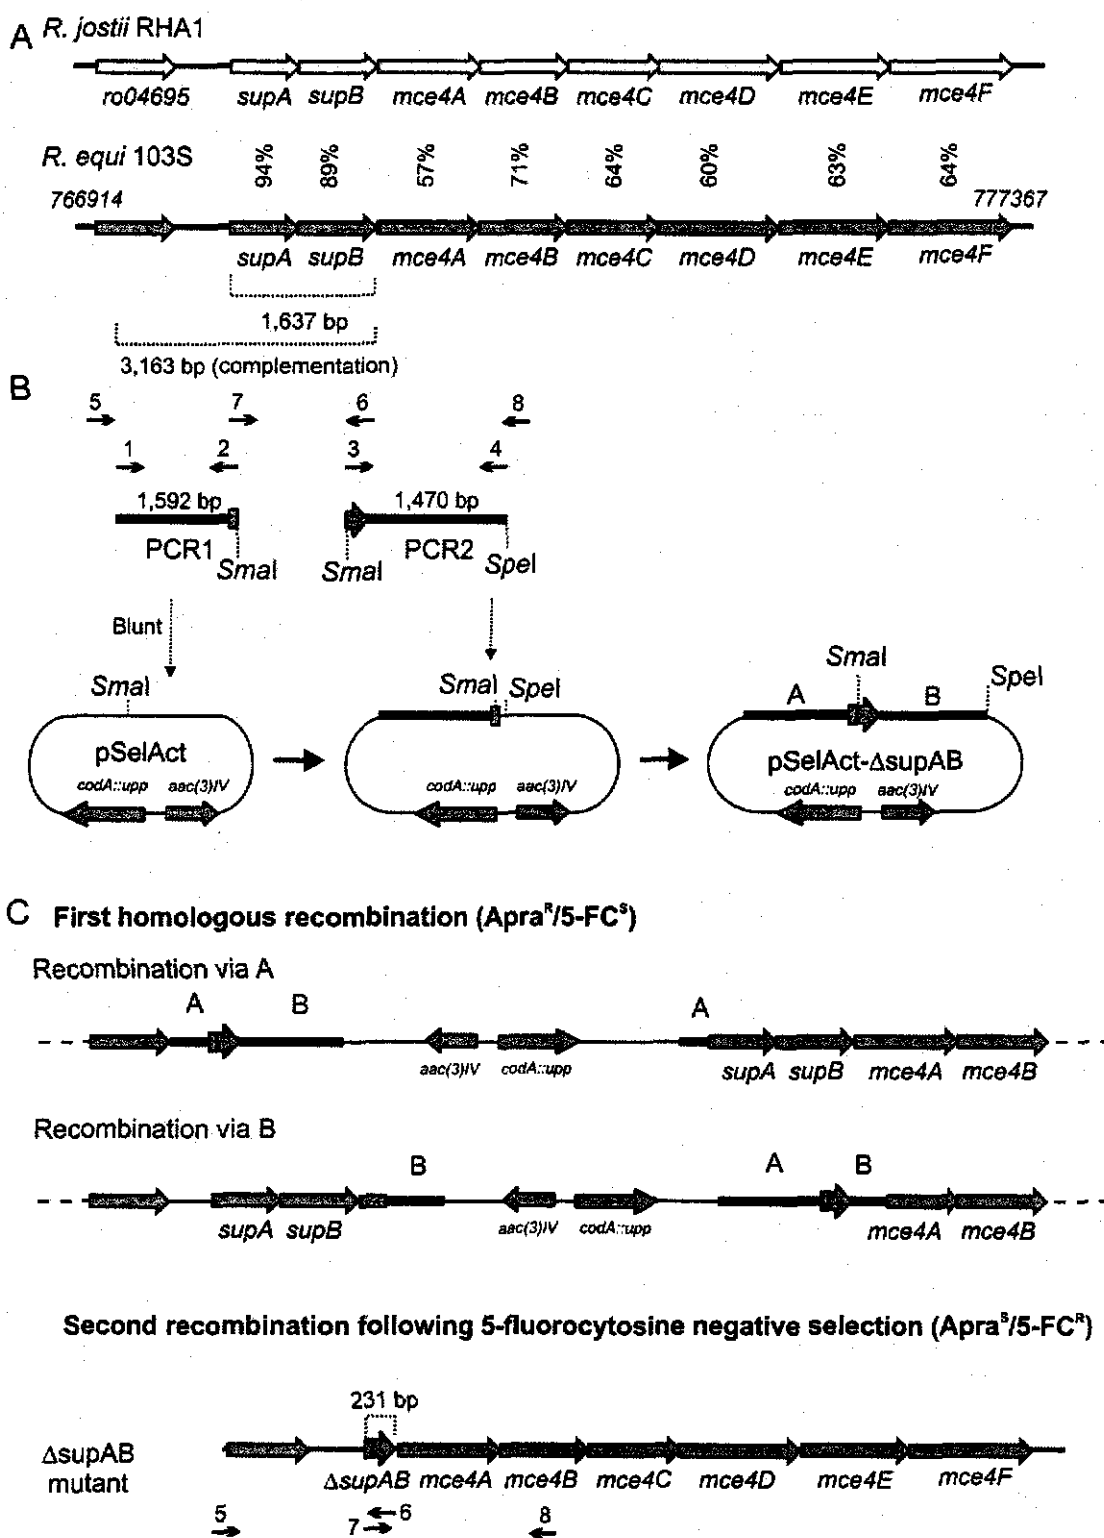 A R. jostii RHA1
ro04695 supA supB mce4A mce4B mce4C mce4D mce4E mce4F
R. equi 103S 94% 89% 57% 71% 64% 60% 63% 64%
766914 777367
supA supB mce4A mce4B mce4C mce4D mce4E mce4F
1,637 bp
3,163 bp (complementation)
B
5 7 6 8
1 2 3 4
1,592 bp 1,470 bp
PCR1 PCR2
SmaI SmaI SpeI
Blunt
SmaI SmaI SpeI SmaI SpeI
A B
pSelAct pSelAct-ΔsupAB
codA::upp aac(3)IV codA::upp aac(3)IV codA::upp aac(3)IV
C First homologous recombination (Apraᴿ/5-FCˢ)
Recombination via A
A B A
aac(3)IV codA::upp supA supB mce4A mce4B
Recombination via B
B A B
supA supB aac(3)IV codA::upp mce4A mce4B
Second recombination following 5-fluorocytosine negative selection (Apraˢ/5-FCᴿ)
231 bp
ΔsupAB
mutant
ΔsupAB mce4A mce4B mce4C mce4D mce4E mce4F
5 7 6 8